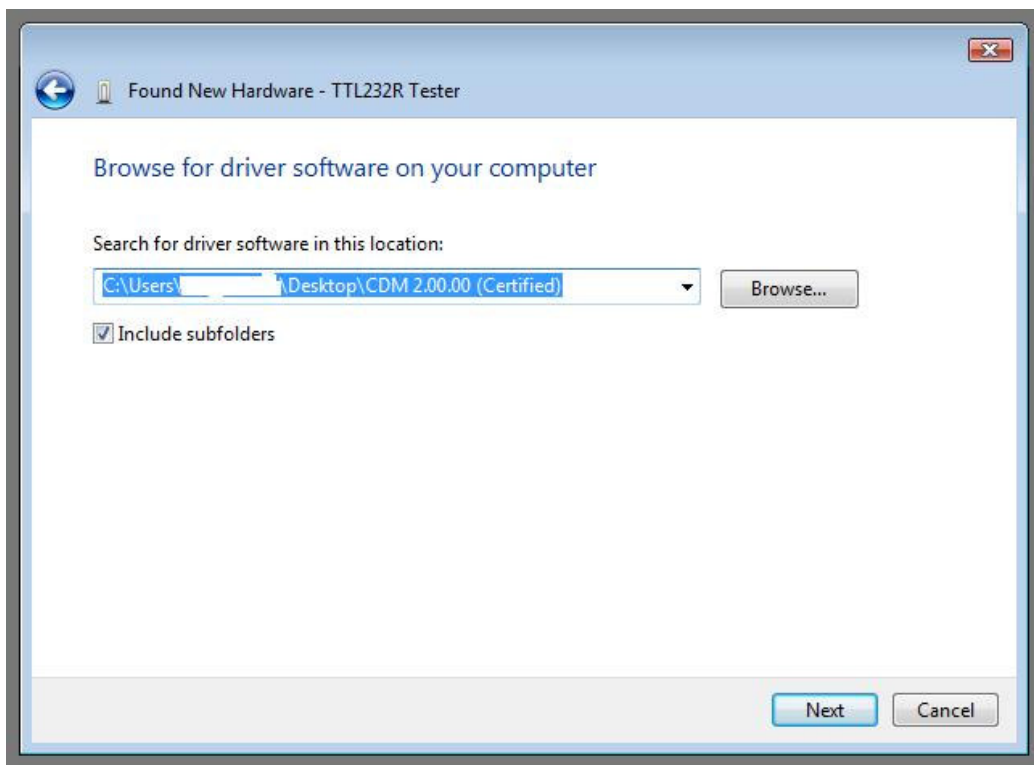 Found New Hardware - TTL232R Tester
Browse for driver software on your computer
Search for driver software in this location:
C:\Users\ \Desktop\CDM 2.00.00 (Certified)
Browse...
Include subfolders
Next
Cancel